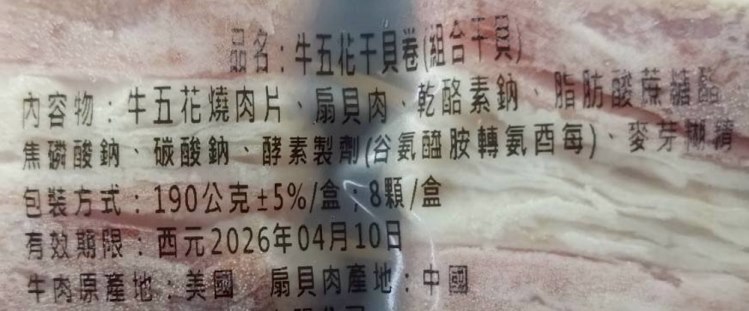 品名：牛五花干貝卷(組合干貝)
內容物：牛五花燒肉片、扇貝肉、乾酪素鈉、脂肪酸蔗糖酯
焦磷酸鈉、碳酸鈉、酵素製劑(谷氨醯胺轉氨酉每)、麥芽糊精
包裝方式：190公克±5%/盒；8顆/盒
有效期限：西元2026年04月10日
牛肉原產地：美國　扇貝肉產地：中國